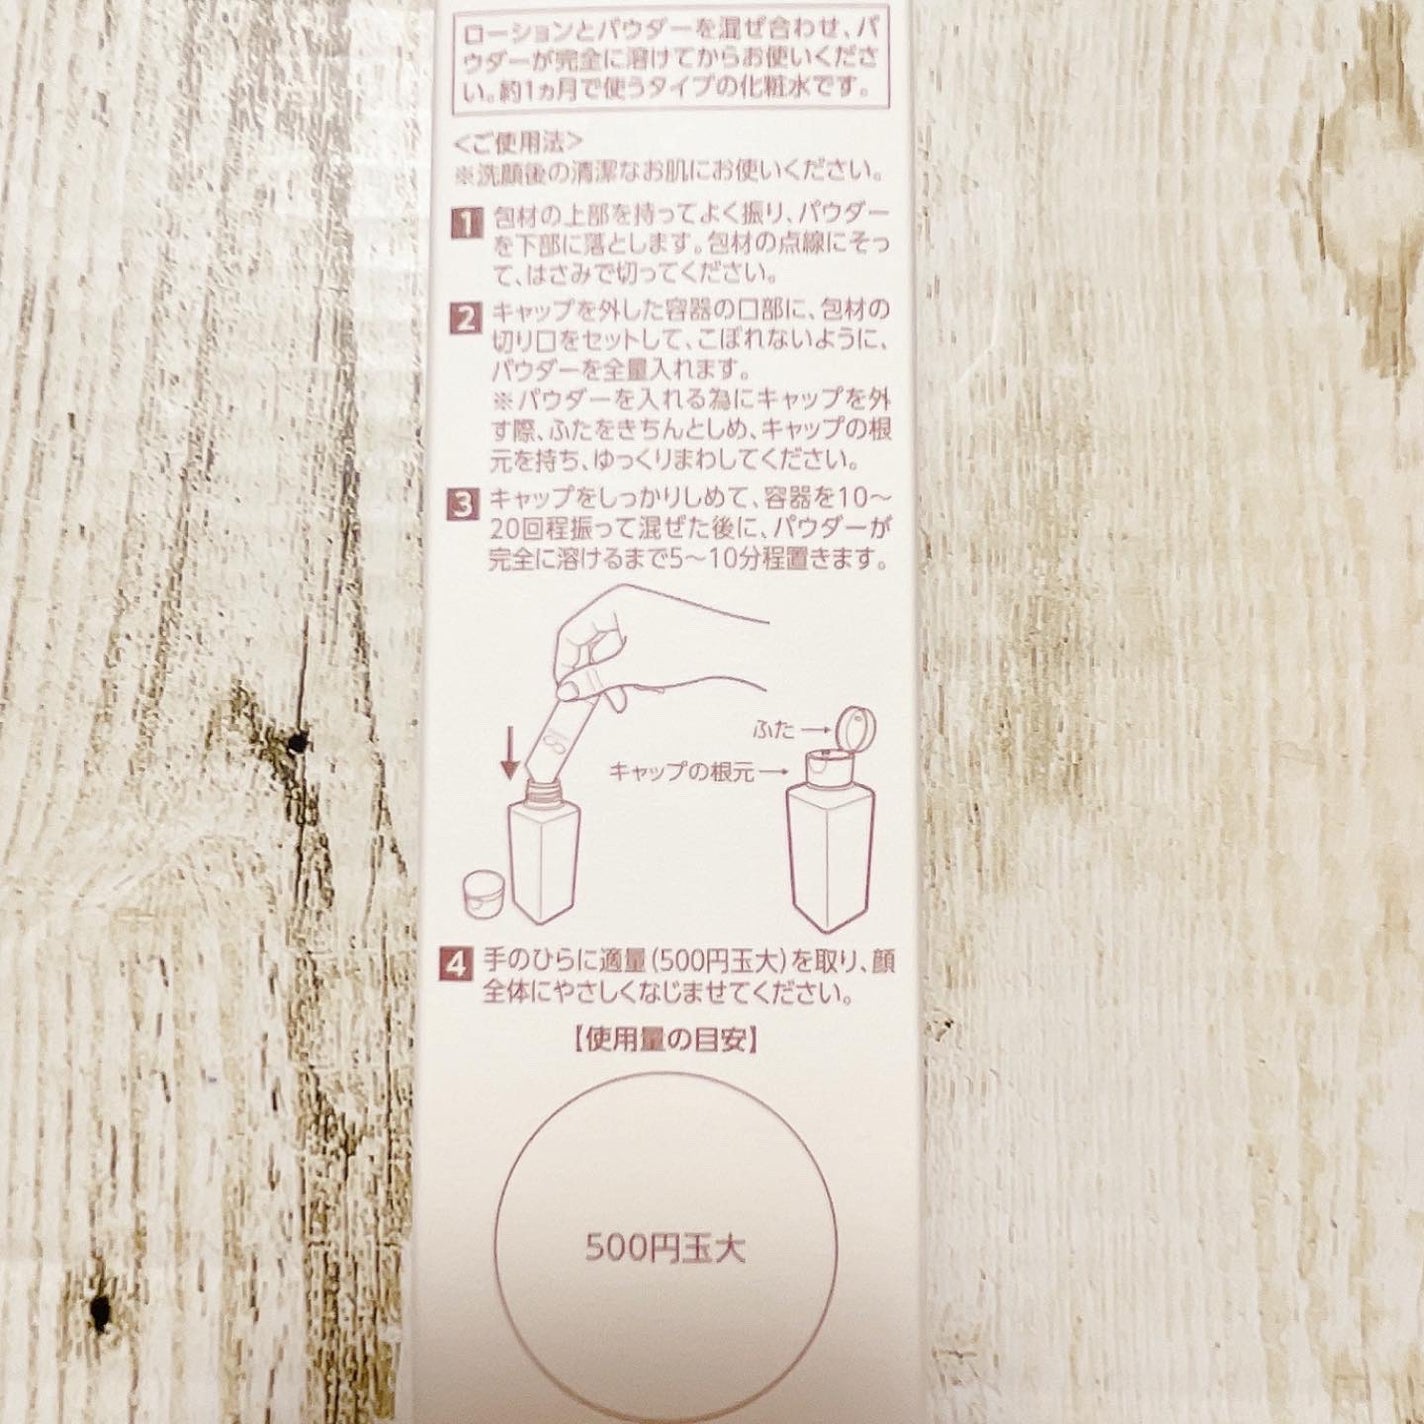 ローションとパウダーを混ぜ合わせ、パ
ウダーが完全に溶けてからお使いくださ
い。約1ヵ月で使うタイプの化粧水です。
<ご使用法>
※洗顔後の清潔なお肌にお使いください。
1 包材の上部を持ってよく振り、パウダー
を下部に落とします。包材の点線にそっ
て、はさみで切ってください。
2 キャップを外した容器の口部に、包材の
切り口をセットして、こぼれないように、
パウダーを全量入れます。
※パウダーを入れる為にキャップを外
す際、ふたをきちんとしめ、キャップの根
元を持ち、ゆっくりまわしてください。
3 キャップをしっかりしめて、容器を10〜
20回程振って混ぜた後に、パウダーが
完全に溶けるまで5〜10分程置きます。
ふた→
キャップの根元→
4 手のひらに適量(500円玉大)を取り、顔
全体にやさしくなじませてください。
【使用量の目安】
500円玉大